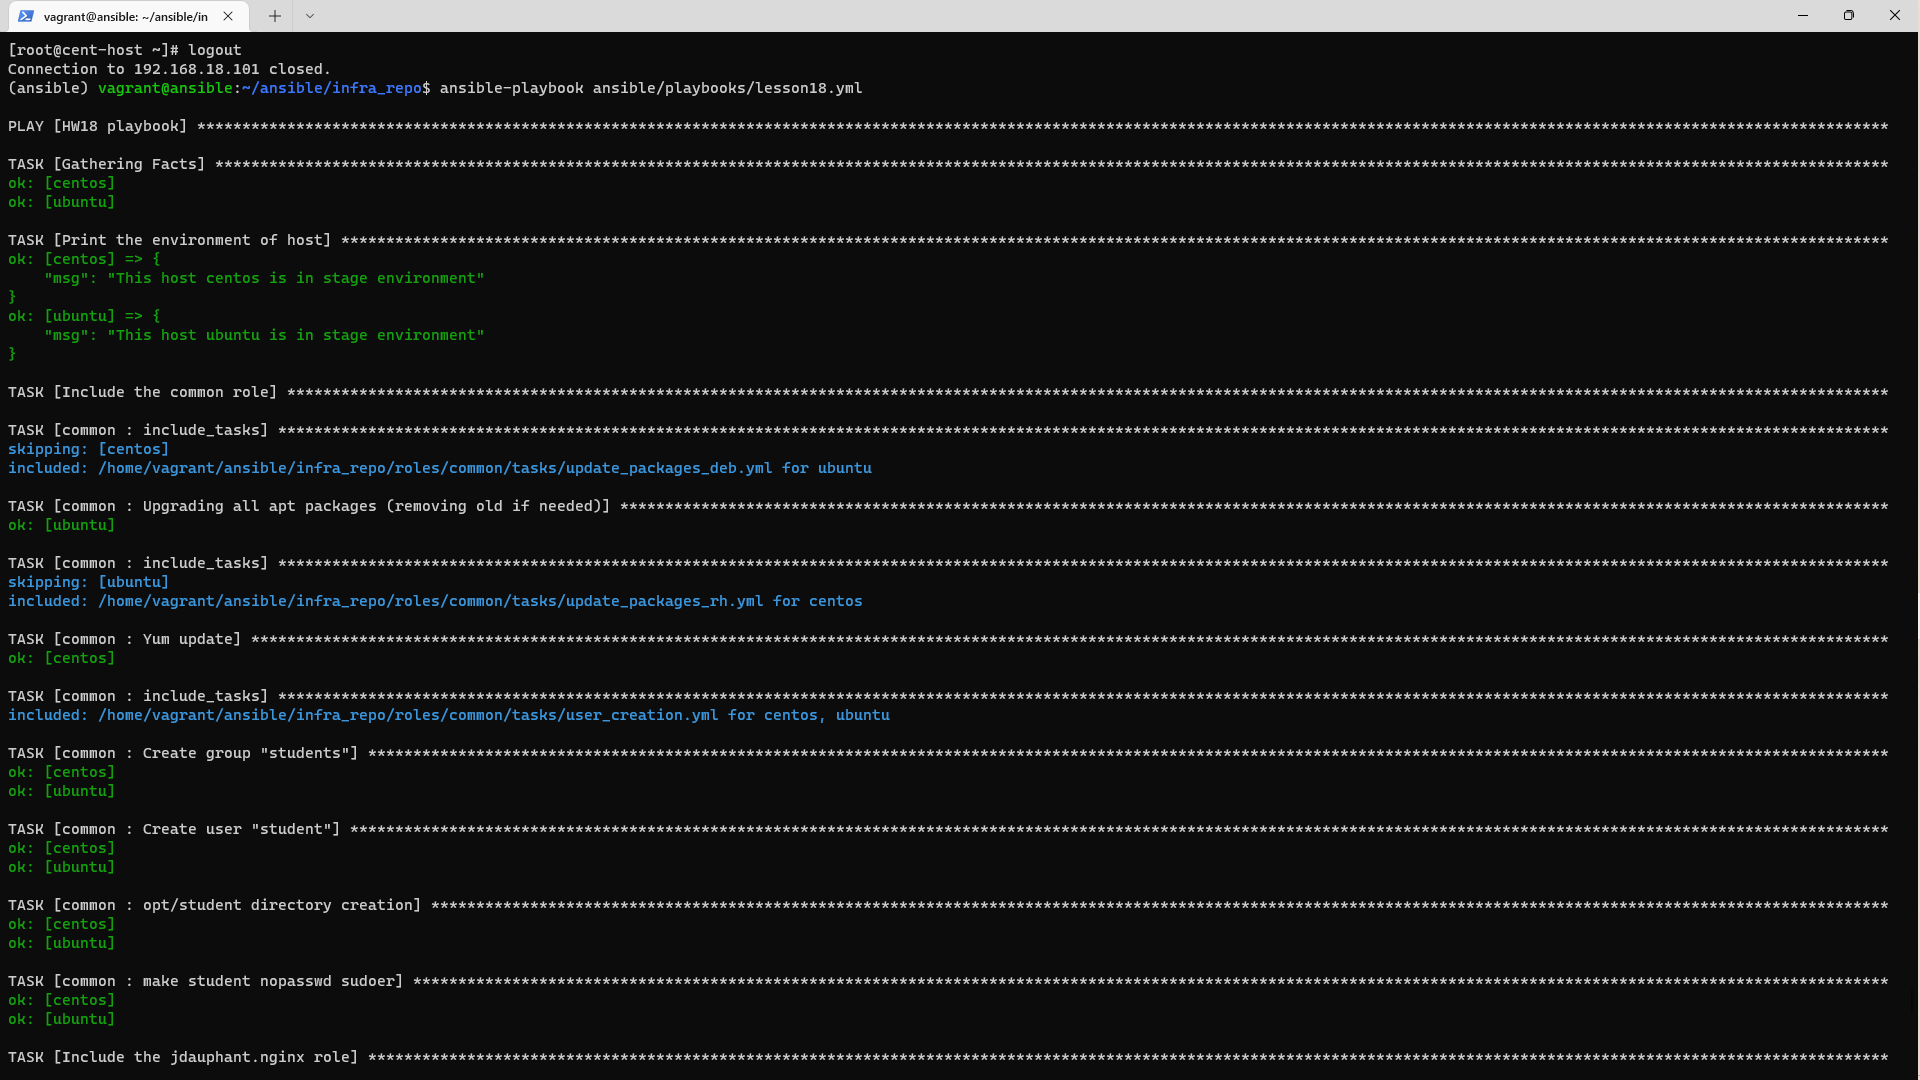 vagrant@ansible: ~/ansible/in
[root@cent-host ~]# logout
Connection to 192.168.18.101 closed.
(ansible) vagrant@ansible:~/ansible/infra_repo$ ansible-playbook ansible/playbooks/lesson18.yml
PLAY [HW18 playbook] ****************************************************************************************************************************************************************************************
TASK [Gathering Facts] **************************************************************************************************************************************************************************************
ok: [centos]
ok: [ubuntu]
TASK [Print the environment of host] ************************************************************************************************************************************************************************
ok: [centos] => {
    "msg": "This host centos is in stage environment"
}
ok: [ubuntu] => {
    "msg": "This host ubuntu is in stage environment"
}
TASK [Include the common role] ******************************************************************************************************************************************************************************
TASK [common : include_tasks] *******************************************************************************************************************************************************************************
skipping: [centos]
included: /home/vagrant/ansible/infra_repo/roles/common/tasks/update_packages_deb.yml for ubuntu
TASK [common : Upgrading all apt packages (removing old if needed)] *****************************************************************************************************************************************
ok: [ubuntu]
TASK [common : include_tasks] *******************************************************************************************************************************************************************************
skipping: [ubuntu]
included: /home/vagrant/ansible/infra_repo/roles/common/tasks/update_packages_rh.yml for centos
TASK [common : Yum update] **********************************************************************************************************************************************************************************
ok: [centos]
TASK [common : include_tasks] *******************************************************************************************************************************************************************************
included: /home/vagrant/ansible/infra_repo/roles/common/tasks/user_creation.yml for centos, ubuntu
TASK [common : Create group "students"] *********************************************************************************************************************************************************************
ok: [centos]
ok: [ubuntu]
TASK [common : Create user "student"] ***********************************************************************************************************************************************************************
ok: [centos]
ok: [ubuntu]
TASK [common : opt/student directory creation] **************************************************************************************************************************************************************
ok: [centos]
ok: [ubuntu]
TASK [common : make student nopasswd sudoer] ****************************************************************************************************************************************************************
ok: [centos]
ok: [ubuntu]
TASK [Include the jdauphant.nginx role] *********************************************************************************************************************************************************************